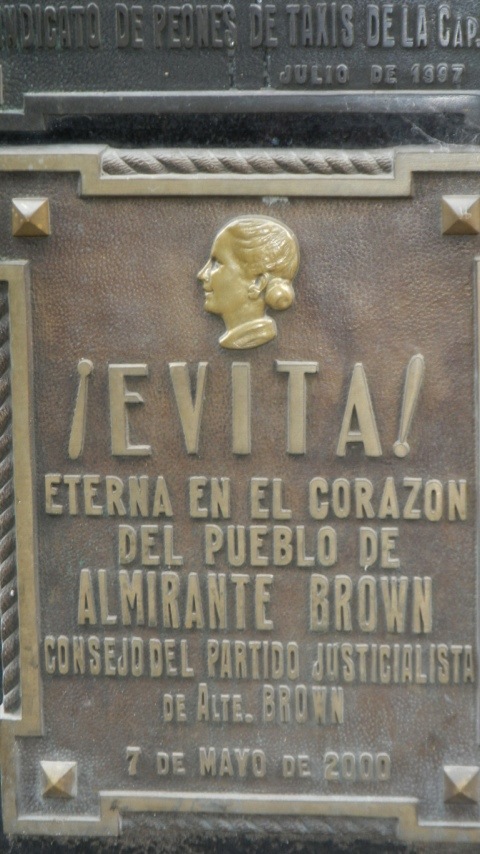 SINDICATO DE PEONES DE TAXIS DE LA CAP.
JULIO DE 1997
¡EVITA!
ETERNA EN EL CORAZON
DEL PUEBLO DE
ALMIRANTE BROWN
CONSEJO DEL PARTIDO JUSTICIALISTA
DE ALTE. BROWN
7 DE MAYO DE 2000